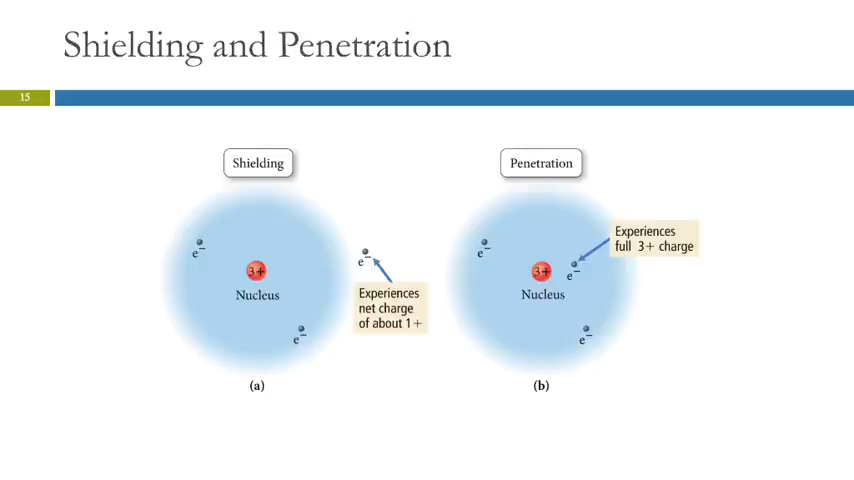 Shielding and Penetration
15
Shielding
e−
3+
Nucleus
e−
e−
Experiences
net charge
of about 1+
(a)
Penetration
e−
3+
e−
Nucleus
e−
Experiences
full 3+ charge
(b)